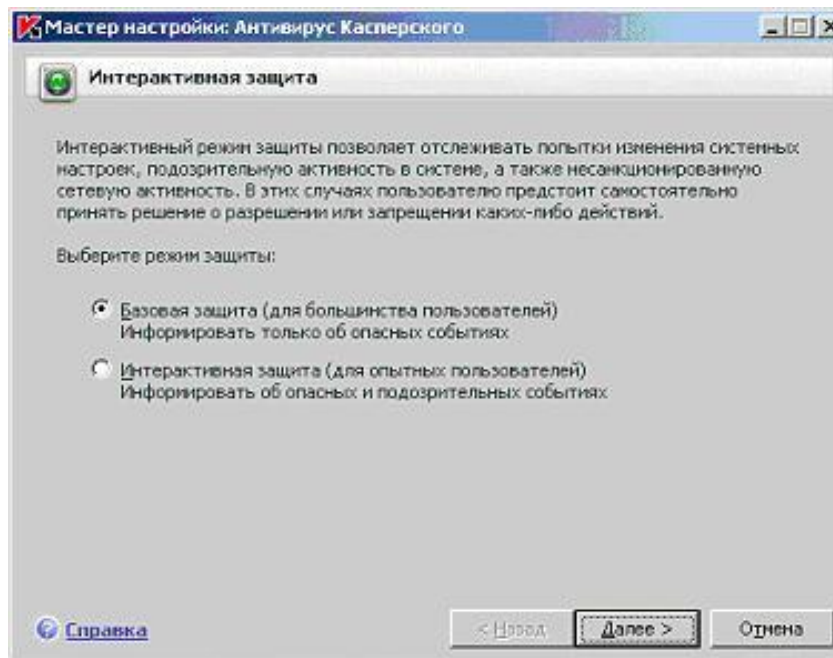 Мастер настройки: Антивирус Касперского
Интерактивная защита
Интерактивный режим защиты позволяет отслеживать попытки изменения системных
настроек, подозрительную активность в системе, а также несанкционированную
сетевую активность. В этих случаях пользователю предстоит самостоятельно
принять решение о разрешении или запрещении каких-либо действий.
Выберите режим защиты:
Базовая защита (для большинства пользователей)
Информировать только об опасных событиях
Интерактивная защита (для опытных пользователей)
Информировать об опасных и подозрительных событиях
Справка
< Назад
Далее >
Отмена